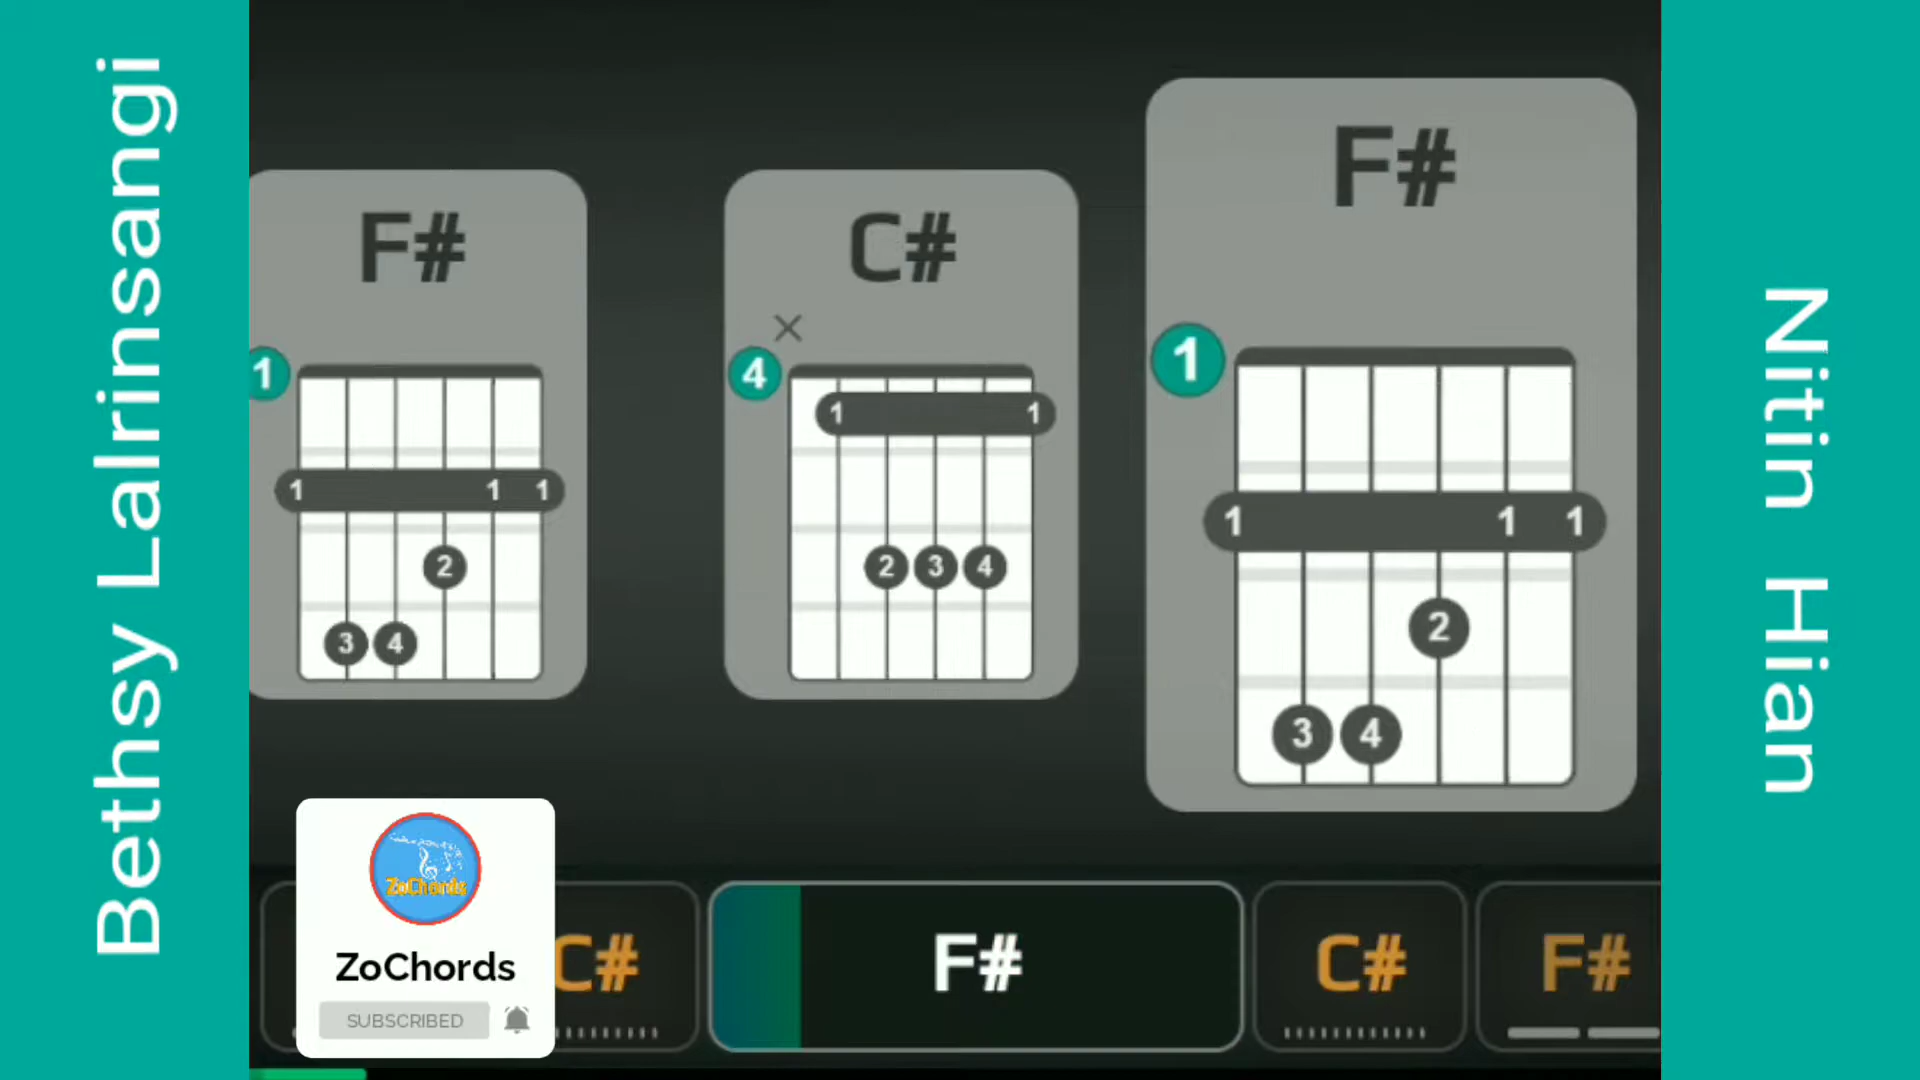 Bethsy Lalrinsangi
F#
C#
F#
×
1
4
1
1 1 1
1 1
1 1 1
2
2 3 4
2
3 4
3 4
ZoChords
ZoChords
SUBSCRIBED
C#
F#
C#
F#
Nitin Hian